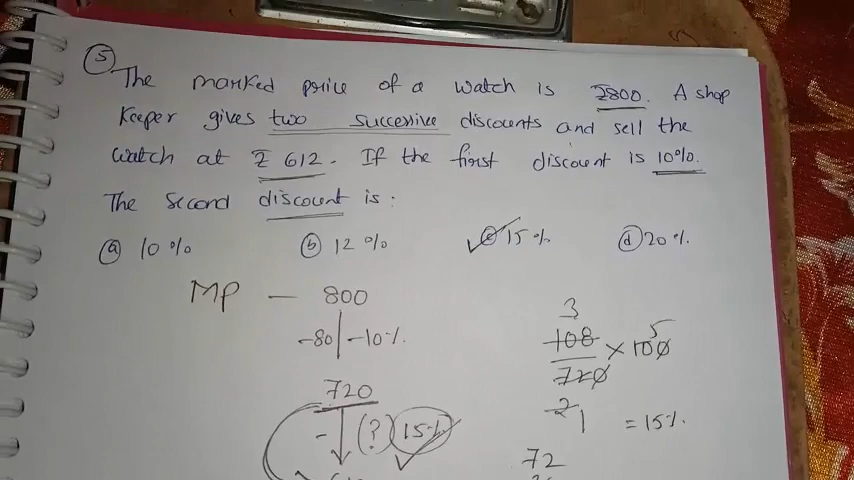 ⑤ The marked price of a watch is ₹800. A shop
Keeper gives two successive discounts and sell the
watch at ₹ 612. If the first discount is 10%.
The second discount is :
ⓐ 10 % ⓑ 12 % ⓒ 15 % ⓓ 20 %.
MP — 800
-80 -10%.
720
- (?) 15%
3
108
720 × 100 5
2
1 = 15%.
72